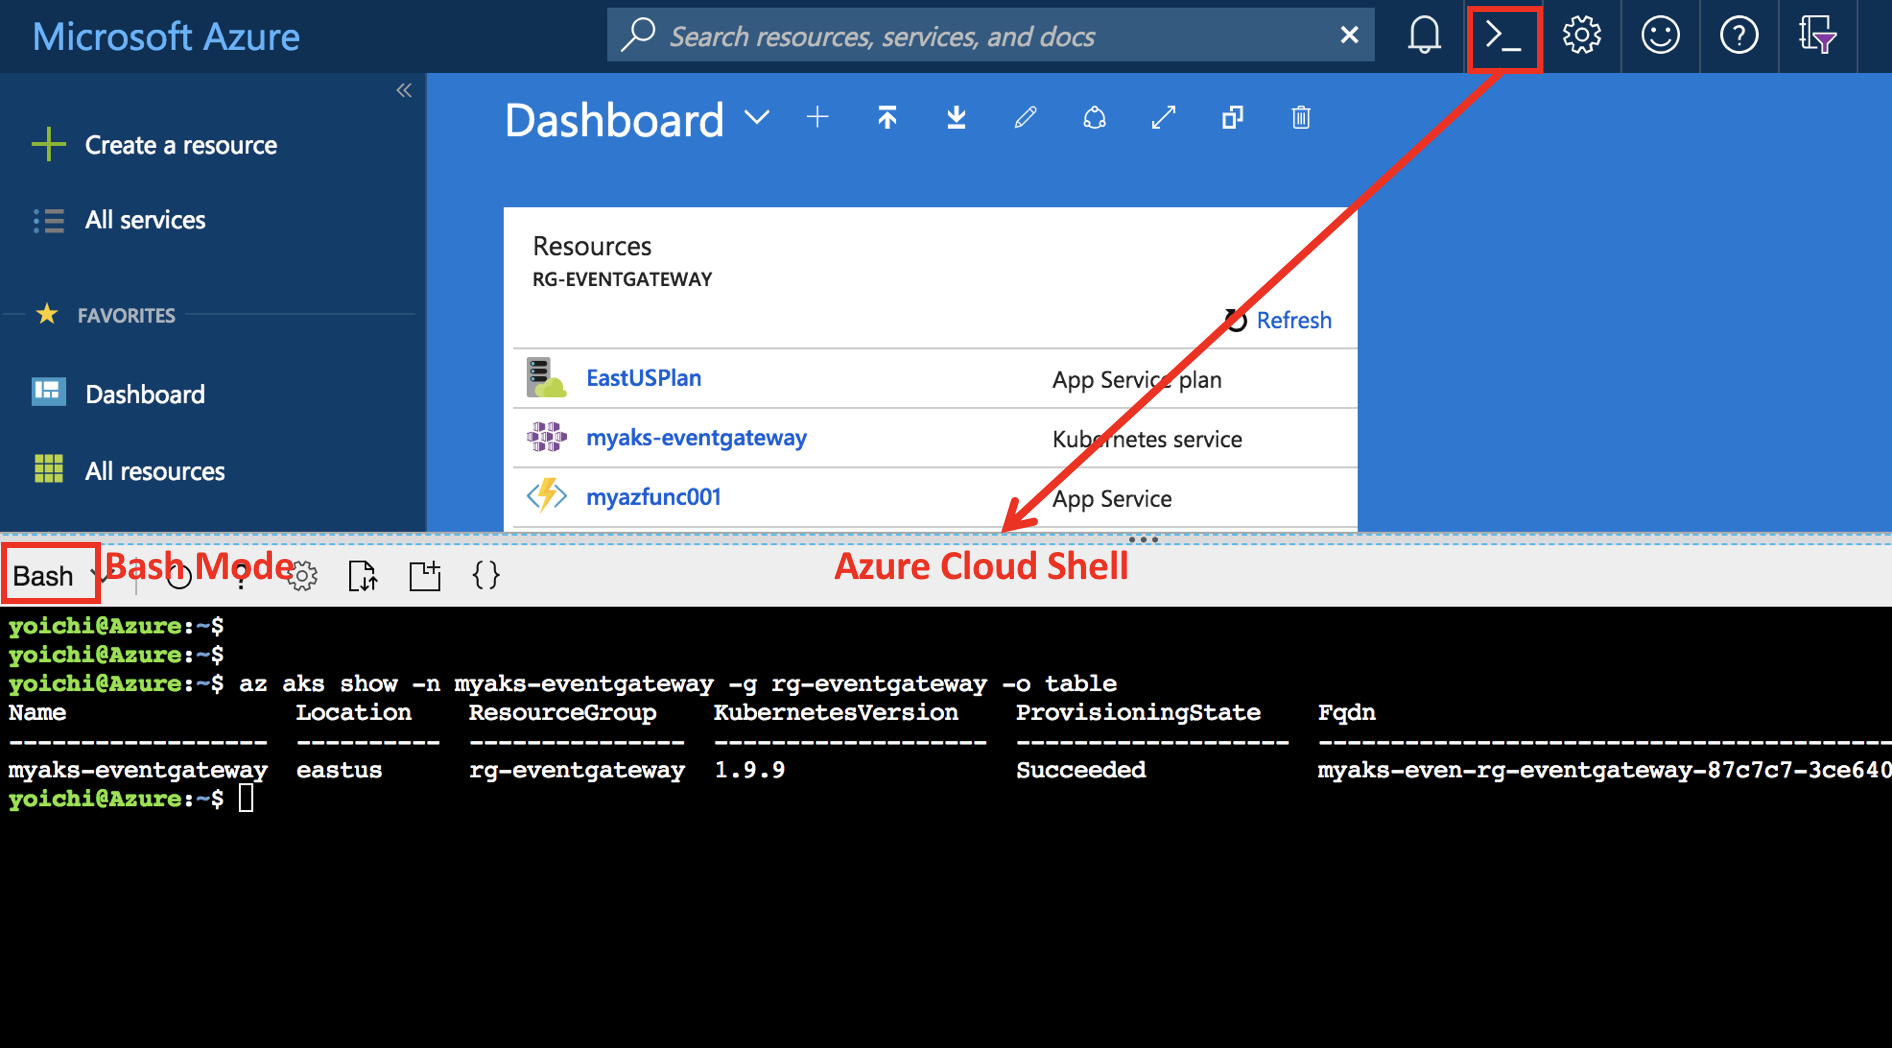 Microsoft Azure
Search resources, services, and docs
Create a resource
All services
FAVORITES
Dashboard
All resources
Dashboard
Resources
RG-EVENTGATEWAY
Refresh
EastUSPlan App Service plan
myaks-eventgateway Kubernetes service
myazfunc001 App Service
Bash Bash Mode Azure Cloud Shell
yoichi@Azure:~$
yoichi@Azure:~$
yoichi@Azure:~$ az aks show -n myaks-eventgateway -g rg-eventgateway -o table
Name Location ResourceGroup KubernetesVersion ProvisioningState Fqdn
------------------ ---------- --------------- ------------------- ------------------- ----------------------------------------
myaks-eventgateway eastus rg-eventgateway 1.9.9 Succeeded myaks-even-rg-eventgateway-87c7c7-3ce640
yoichi@Azure:~$